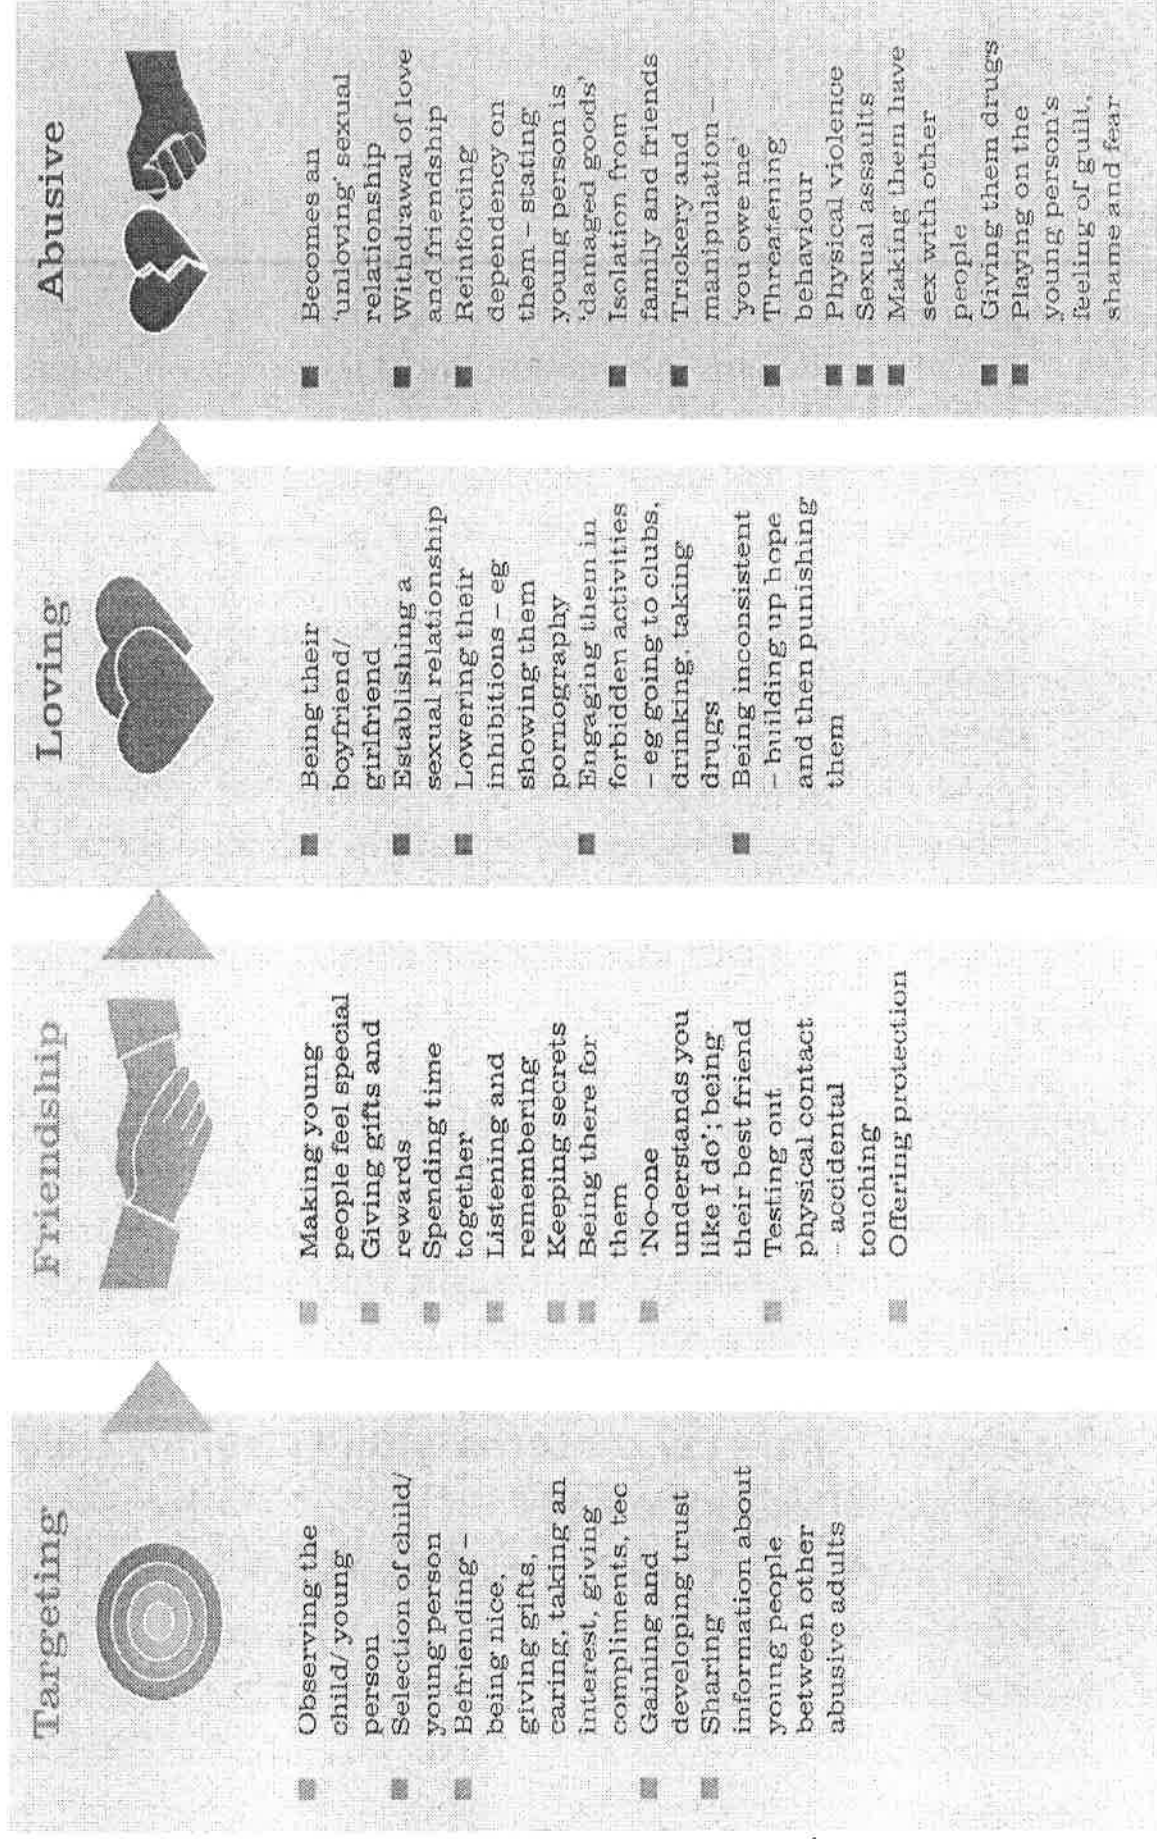 Targeting
Observing the
child/ young
person
Selection of child/
young person
Befriending –
being nice,
giving gifts,
caring, taking an
interest, giving
compliments, tec
Gaining and
developing trust
Sharing
information about
young people
between other
abusive adults
Friendship
Making young
people feel special
Giving gifts and
rewards
Spending time
together
Listening and
remembering
Keeping secrets
Being there for
them
'No-one
understands you
like I do'; being
their best friend
Testing out
physical contact
– accidental
touching
Offering protection
Loving
Being their
boyfriend/
girlfriend
Establishing a
sexual relationship
Lowering their
inhibitions – eg
showing them
pornography
Engaging them in
forbidden activities
– eg going to clubs,
drinking, taking
drugs
Being inconsistent
– building up hope
and then punishing
them
Abusive
Becomes an
'unloving' sexual
relationship
Withdrawal of love
and friendship
Reinforcing
dependency on
them – stating
young person is
'damaged goods'
Isolation from
family and friends
Trickery and
manipulation –
'you owe me'
Threatening
behaviour
Physical violence
Sexual assaults
Making them have
sex with other
people
Giving them drugs
Playing on the
young person's
feeling of guilt,
shame and fear